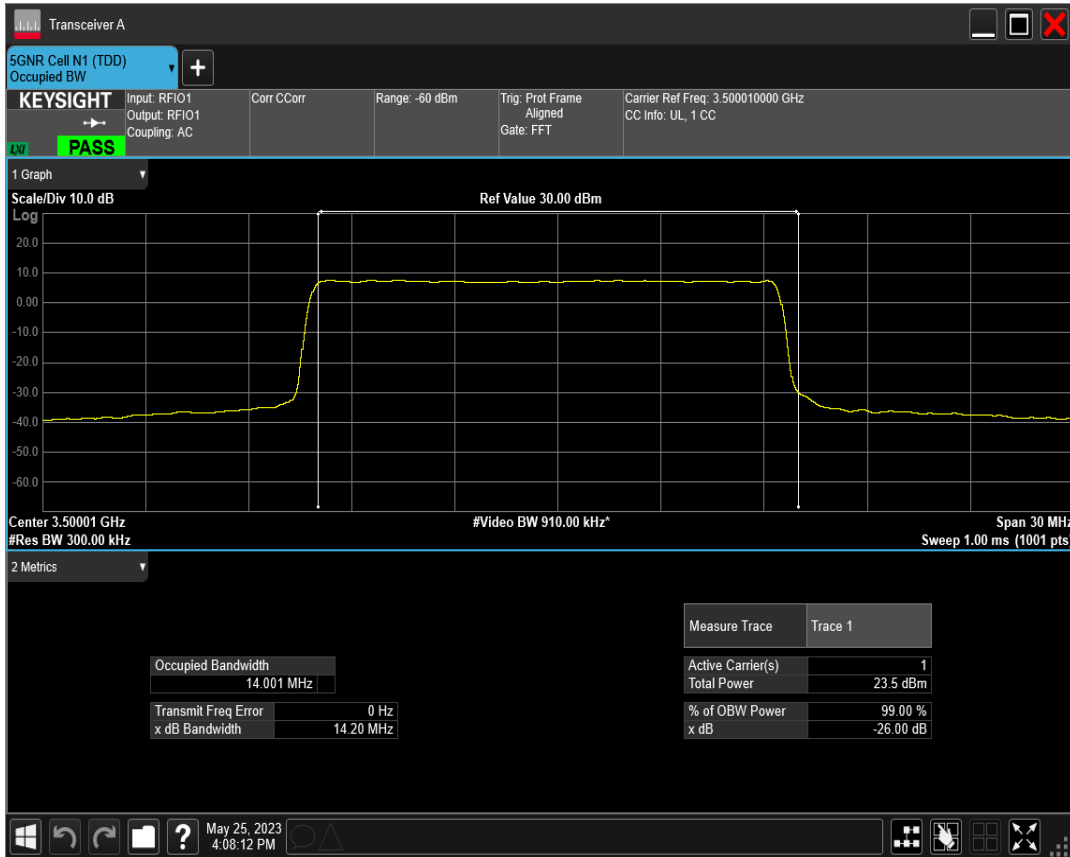 Transceiver A
5GNR Cell N1 (TDD)
Occupied BW
KEYSIGHT
LXI
PASS
Input: RFIO1
Output: RFIO1
Coupling: AC
Corr CCorr
Range: -60 dBm
Trig: Prot Frame
Aligned
Gate: FFT
Carrier Ref Freq: 3.500010000 GHz
CC Info: UL, 1 CC
1 Graph
Scale/Div 10.0 dB
Ref Value 30.00 dBm
Log
20.0
10.0
0.00
-10.0
-20.0
-30.0
-40.0
-50.0
-60.0
Center 3.50001 GHz
#Video BW 910.00 kHz*
Span 30 MHz
#Res BW 300.00 kHz
Sweep 1.00 ms (1001 pts)
2 Metrics
Measure Trace Trace 1
Occupied Bandwidth
14.001 MHz
Active Carrier(s) 1
Total Power 23.5 dBm
Transmit Freq Error 0 Hz
x dB Bandwidth 14.20 MHz
% of OBW Power 99.00 %
x dB -26.00 dB
?
May 25, 2023
4:08:12 PM